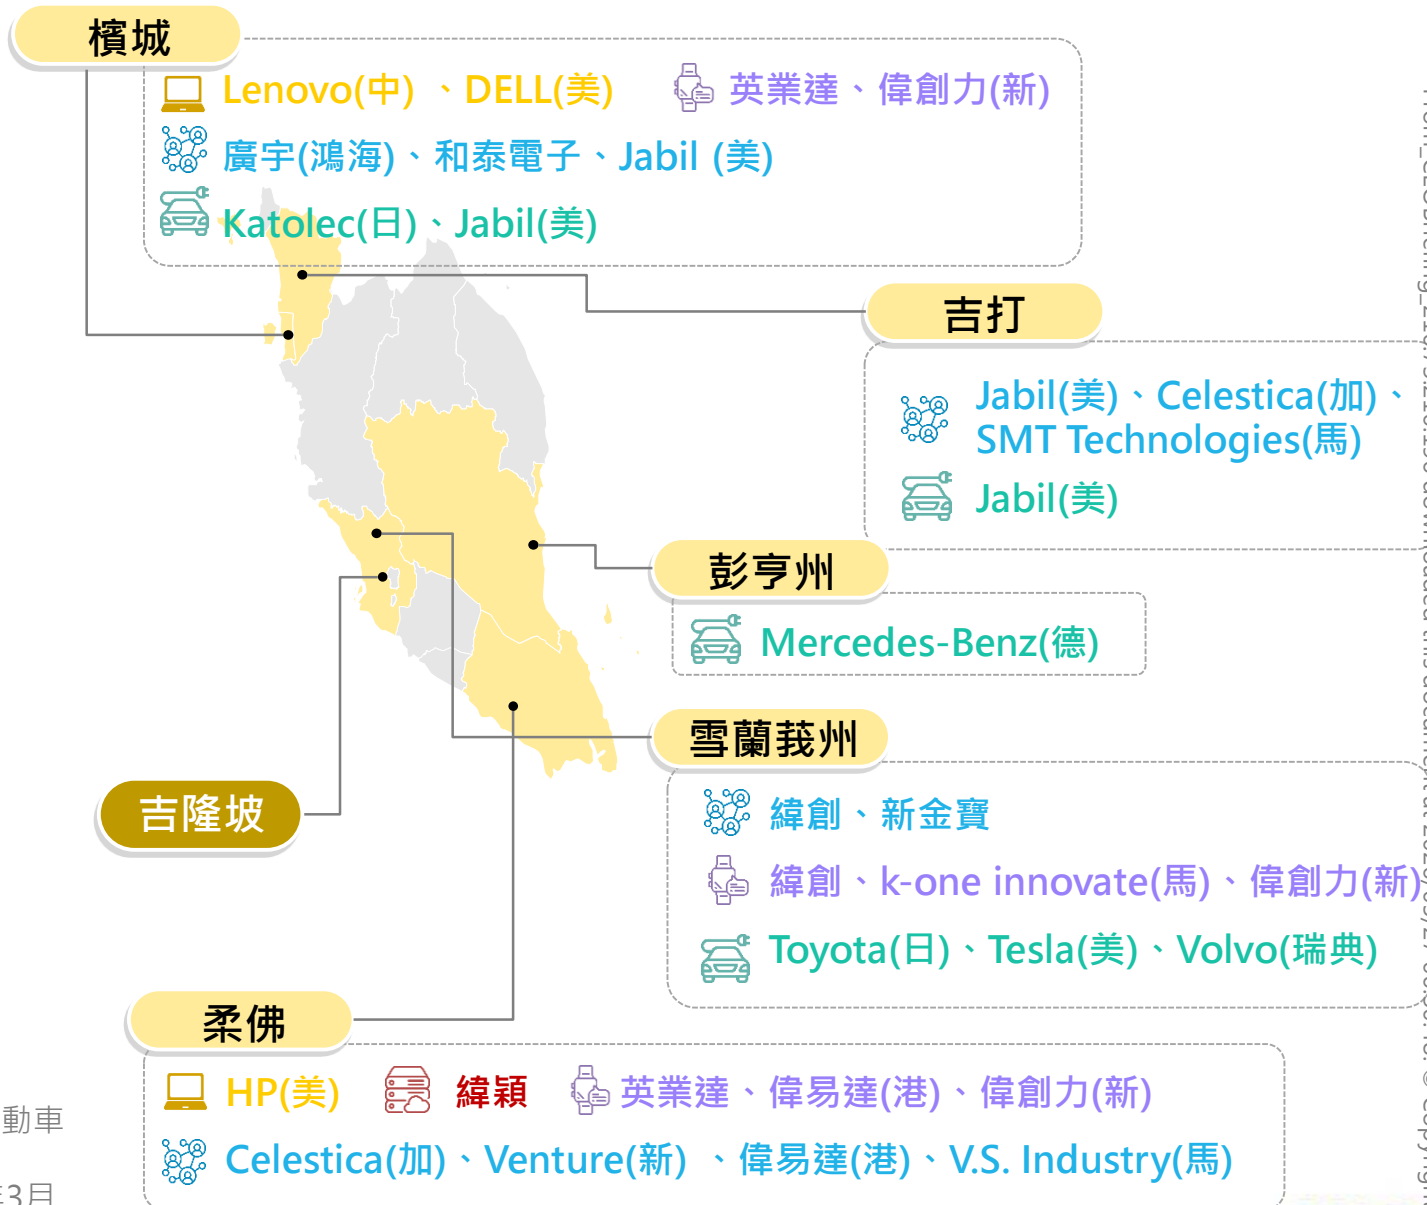 檳城
Lenovo(中) 、DELL(美)
英業達、偉創力(新)
廣宇(鴻海)、和泰電子、Jabil (美)
Katolec(日)、Jabil(美)
吉打
Jabil(美)、Celestica(加)、
SMT Technologies(馬)
Jabil(美)
彭亨州
Mercedes-Benz(德)
雪蘭莪州
緯創、新金寶
緯創、k-one innovate(馬)、偉創力(新)
Toyota(日)、Tesla(美)、Volvo(瑞典)
吉隆坡
柔佛
HP(美)
緯穎
英業達、偉易達(港)、偉創力(新)
Celestica(加)、Venture(新) 、偉易達(港)、V.S. Industry(馬)
動車
年3月